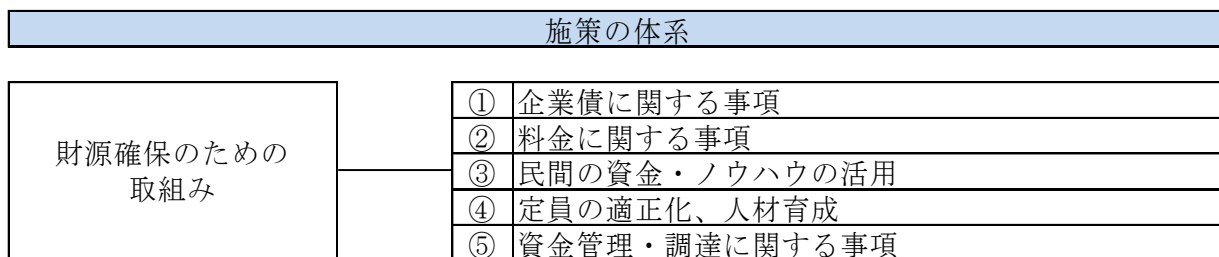 施策の体系
財源確保のための
取組み
① 企業債に関する事項
② 料金に関する事項
③ 民間の資金・ノウハウの活用
④ 定員の適正化、人材育成
⑤ 資金管理・調達に関する事項